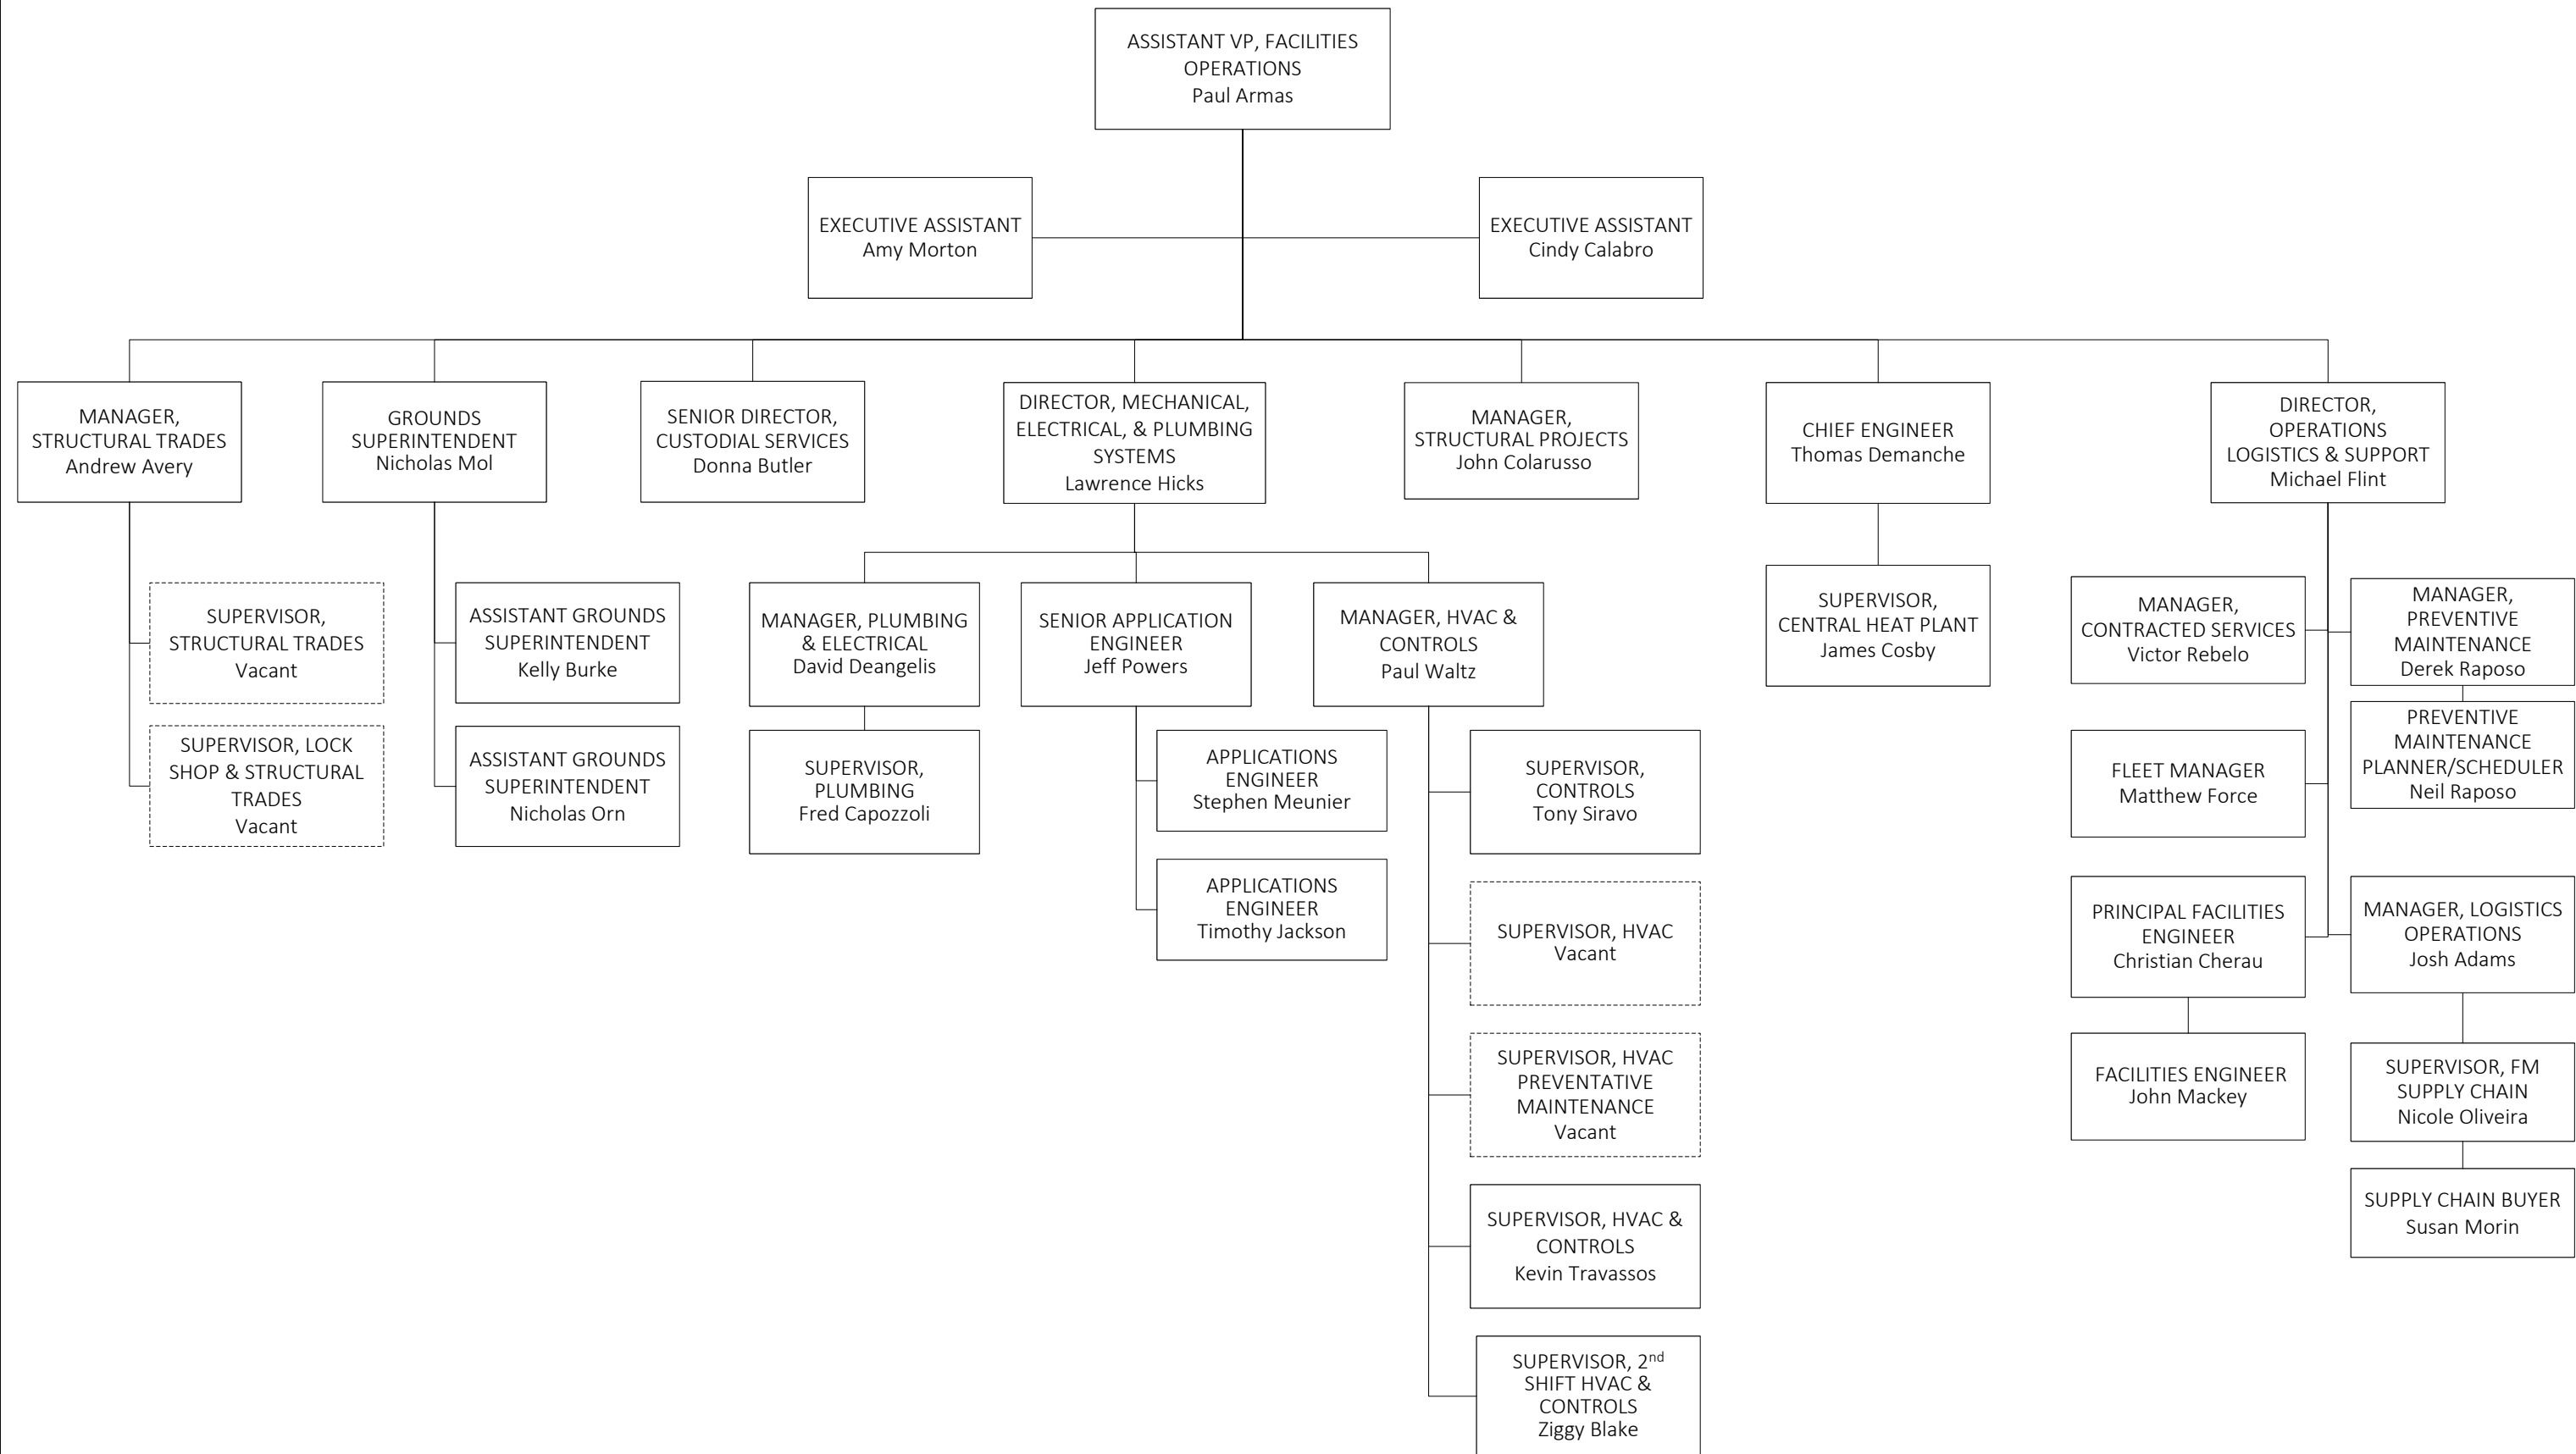 ASSISTANT VP, FACILITIES
OPERATIONS
Paul Armas
EXECUTIVE ASSISTANT
Amy Morton
EXECUTIVE ASSISTANT
Cindy Calabro
MANAGER,
STRUCTURAL TRADES
Andrew Avery
GROUNDS
SUPERINTENDENT
Nicholas Mol
SENIOR DIRECTOR,
CUSTODIAL SERVICES
Donna Butler
DIRECTOR, MECHANICAL,
ELECTRICAL, & PLUMBING
SYSTEMS
Lawrence Hicks
MANAGER,
STRUCTURAL PROJECTS
John Colarusso
CHIEF ENGINEER
Thomas Demanche
DIRECTOR,
OPERATIONS
LOGISTICS & SUPPORT
Michael Flint
SUPERVISOR,
STRUCTURAL TRADES
Vacant
SUPERVISOR, LOCK
SHOP & STRUCTURAL
TRADES
Vacant
ASSISTANT GROUNDS
SUPERINTENDENT
Kelly Burke
ASSISTANT GROUNDS
SUPERINTENDENT
Nicholas Orn
MANAGER, PLUMBING
& ELECTRICAL
David Deangelis
SUPERVISOR,
PLUMBING
Fred Capozzoli
SENIOR APPLICATION
ENGINEER
Jeff Powers
APPLICATIONS
ENGINEER
Stephen Meunier
APPLICATIONS
ENGINEER
Timothy Jackson
MANAGER, HVAC &
CONTROLS
Paul Waltz
SUPERVISOR,
CONTROLS
Tony Siravo
SUPERVISOR, HVAC
Vacant
SUPERVISOR, HVAC
PREVENTATIVE
MAINTENANCE
Vacant
SUPERVISOR, HVAC &
CONTROLS
Kevin Travassos
SUPERVISOR, 2nd
SHIFT HVAC &
CONTROLS
Ziggy Blake
SUPERVISOR,
CENTRAL HEAT PLANT
James Cosby
MANAGER,
CONTRACTED SERVICES
Victor Rebelo
FLEET MANAGER
Matthew Force
PRINCIPAL FACILITIES
ENGINEER
Christian Cherau
FACILITIES ENGINEER
John Mackey
MANAGER,
PREVENTIVE
MAINTENANCE
Derek Raposo
PREVENTIVE
MAINTENANCE
PLANNER/SCHEDULER
Neil Raposo
MANAGER, LOGISTICS
OPERATIONS
Josh Adams
SUPERVISOR, FM
SUPPLY CHAIN
Nicole Oliveira
SUPPLY CHAIN BUYER
Susan Morin